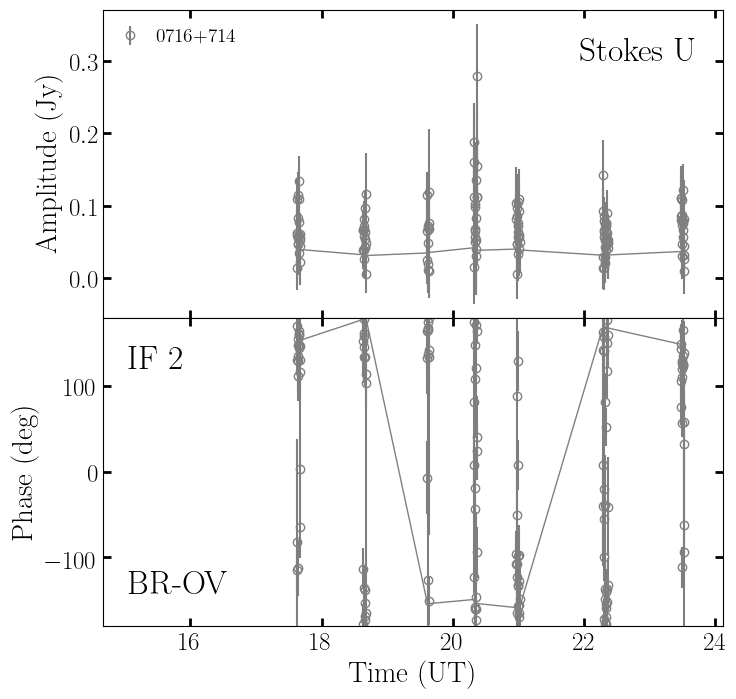 0716+714
Stokes U
Amplitude (Jy)
0.3
0.2
0.1
0.0
IF 2
Phase (deg)
100
0
−100
BR-OV
16 18 20 22 24
Time (UT)